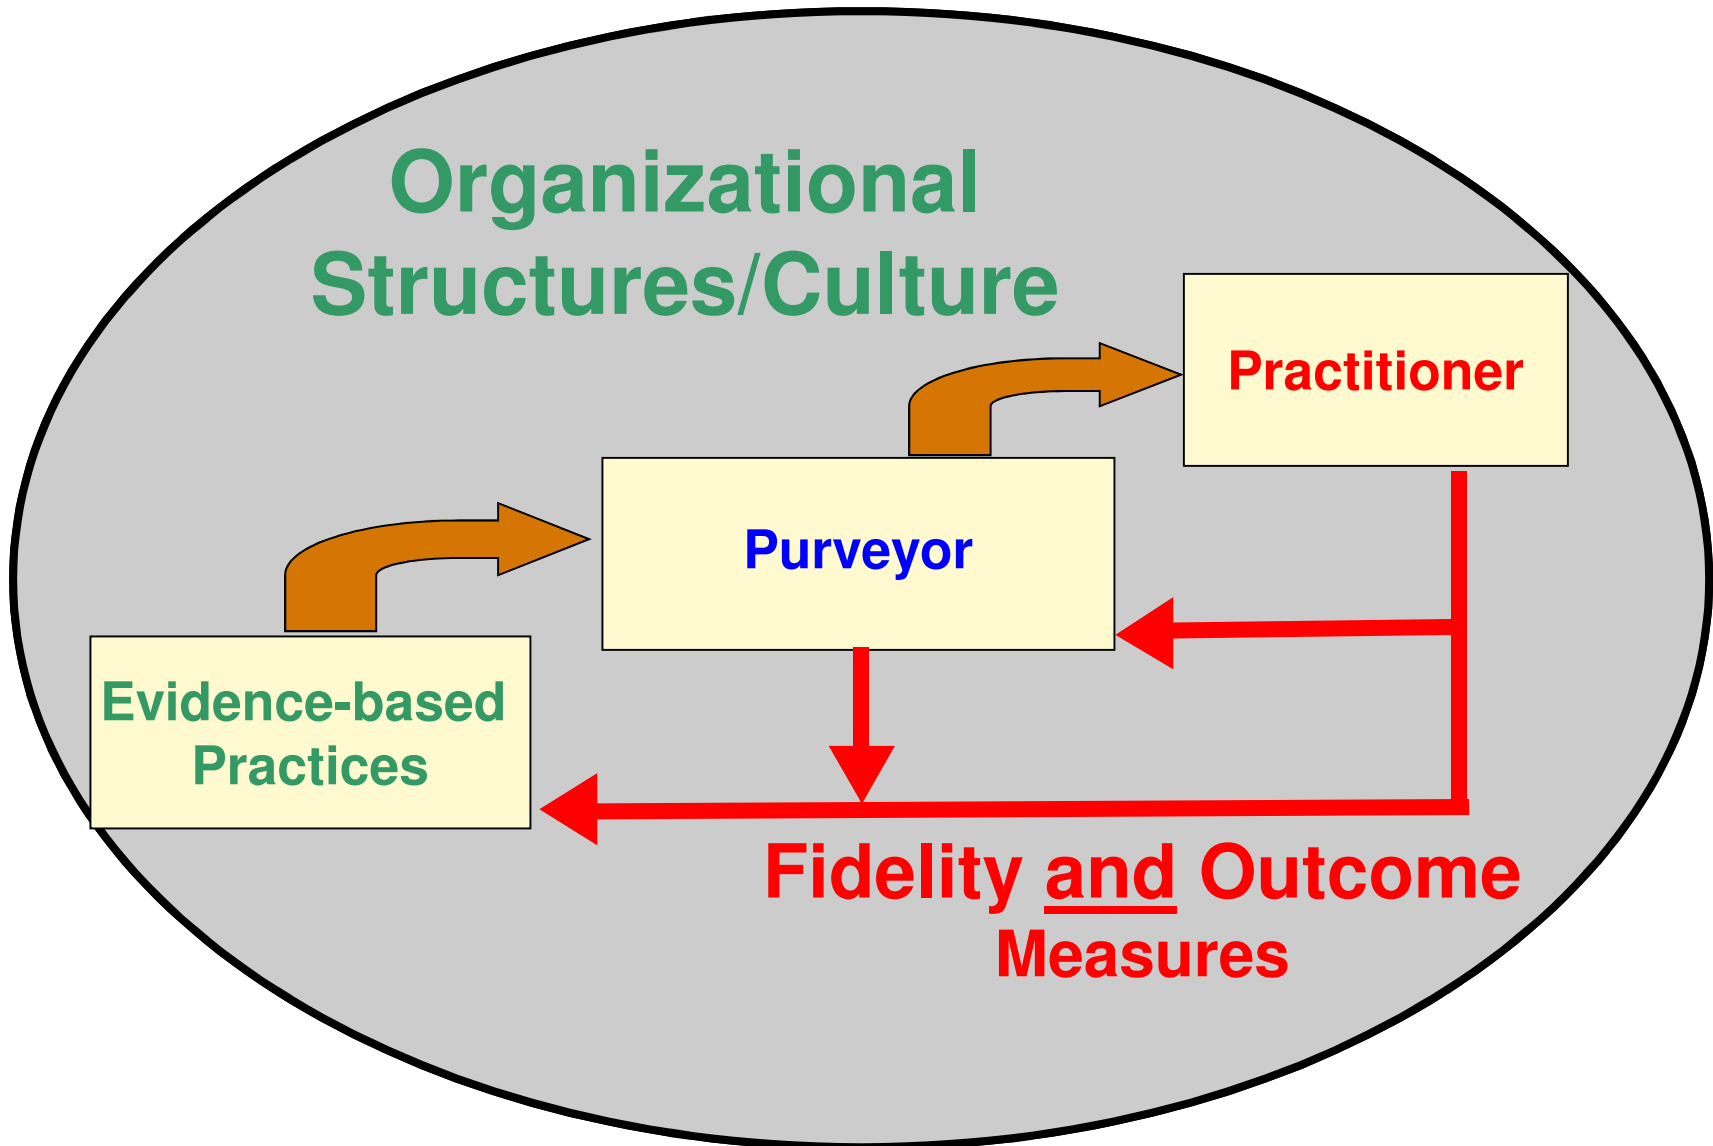 Organizational
Structures/Culture
Practitioner
Purveyor
Evidence-based
Practices
Fidelity and Outcome
Measures